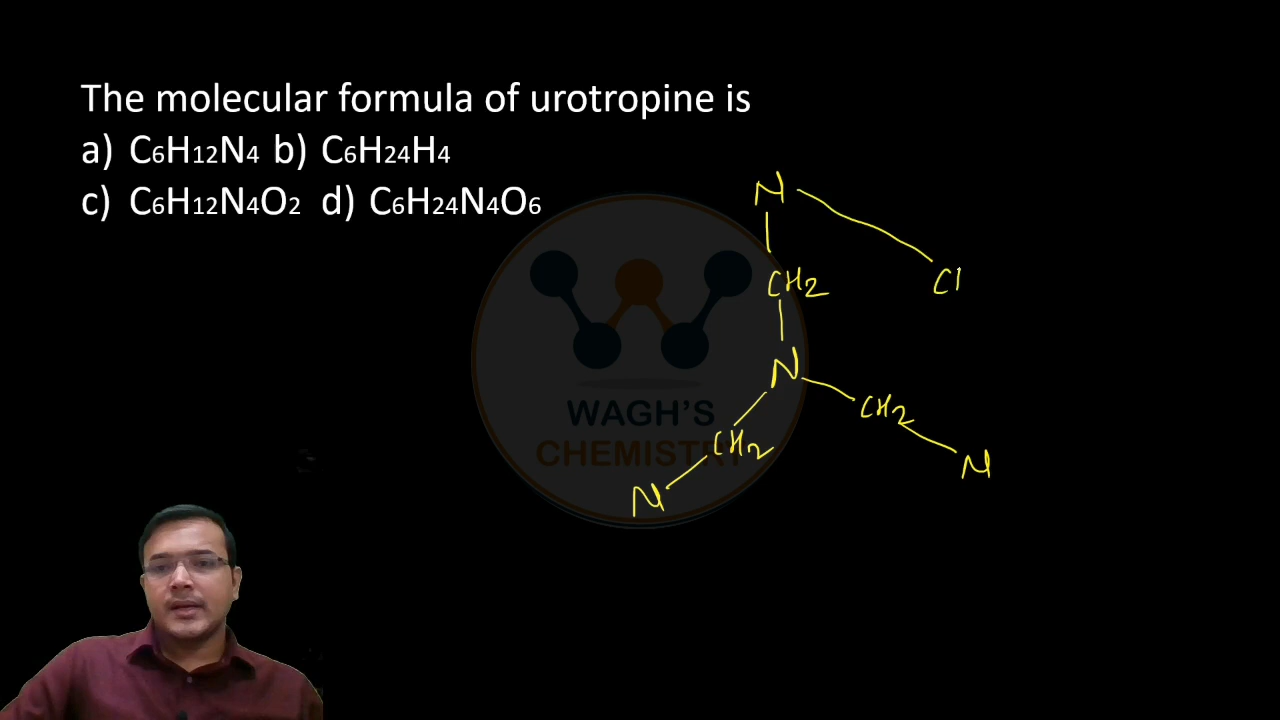 The molecular formula of urotropine is
a) C6H12N4 b) C6H24H4
c) C6H12N4O2 d) C6H24N4O6
N
CH2
Cl
N
CH2
CH2
N
N
WAGH'S
CHEMISTRY